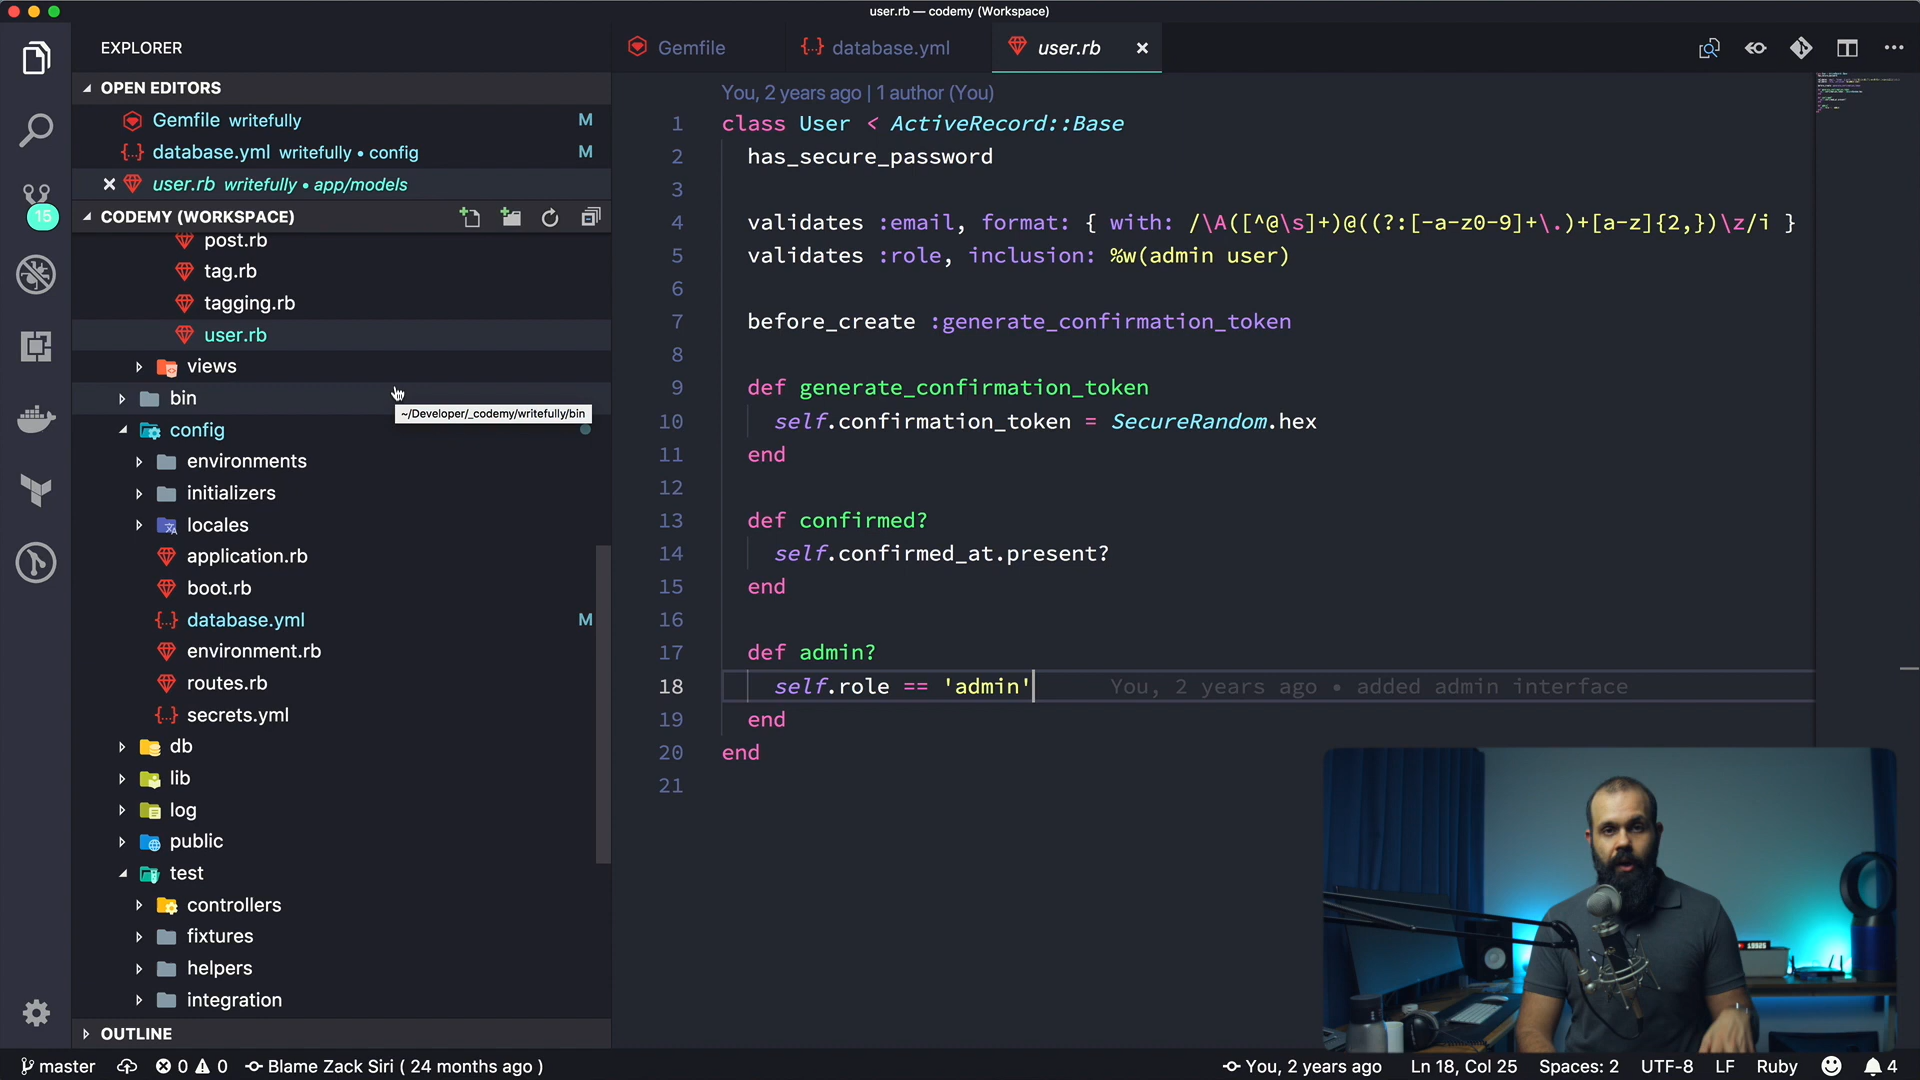 user.rb — codemy (Workspace)
EXPLORER
OPEN EDITORS
Gemfile writefully M
database.yml writefully • config M
user.rb writefully • app/models
15
CODEMY (WORKSPACE)
post.rb
tag.rb
tagging.rb
user.rb
views
bin
~/Developer/_codemy/writefully/bin
config
environments
initializers
locales
application.rb
boot.rb
database.yml M
environment.rb
routes.rb
secrets.yml
db
lib
log
public
test
controllers
fixtures
helpers
integration
OUTLINE
Gemfile
database.yml
user.rb
You, 2 years ago | 1 author (You)
1 class User < ActiveRecord::Base
2 has_secure_password
3
4 validates :email, format: { with: /\A([^@\s]+)@((?:[-a-z0-9]+\.)+[a-z]{2,})\z/i }
5 validates :role, inclusion: %w(admin user)
6
7 before_create :generate_confirmation_token
8
9 def generate_confirmation_token
10 self.confirmation_token = SecureRandom.hex
11 end
12
13 def confirmed?
14 self.confirmed_at.present?
15 end
16
17 def admin?
18 self.role == 'admin' You, 2 years ago • added admin interface
19 end
20 end
21
master 0 0 Blame Zack Siri ( 24 months ago ) You, 2 years ago Ln 18, Col 25 Spaces: 2 UTF-8 LF Ruby 4